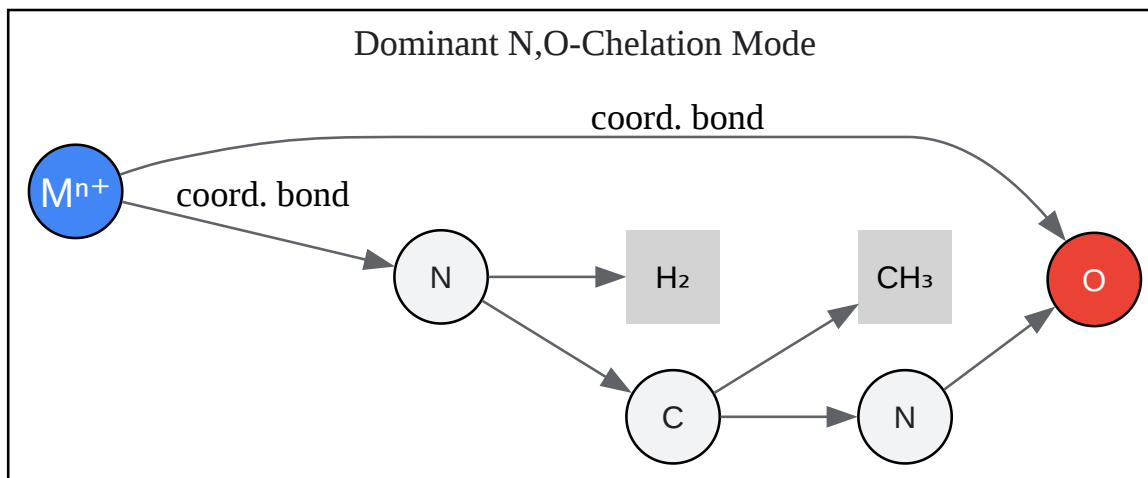 Dominant N,O-Chelation Mode
coord. bond
Mⁿ⁺
coord. bond
N
H₂
CH₃
O
C
N